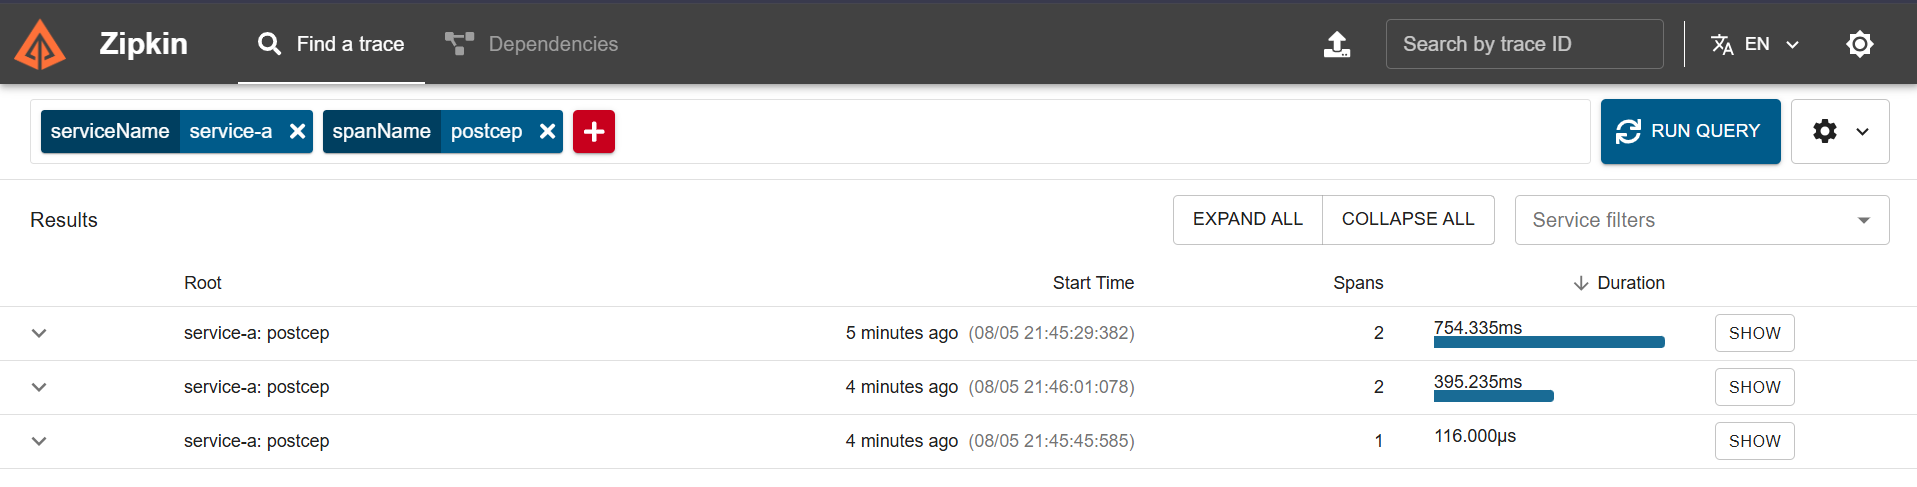 Zipkin Find a trace Dependencies Search by trace ID EN
serviceName service-a spanName postcep RUN QUERY
Results EXPAND ALL COLLAPSE ALL Service filters
Root Start Time Spans Duration
service-a: postcep 5 minutes ago (08/05 21:45:29:382) 2 754.335ms SHOW
service-a: postcep 4 minutes ago (08/05 21:46:01:078) 2 395.235ms SHOW
service-a: postcep 4 minutes ago (08/05 21:45:45:585) 1 116.000μs SHOW